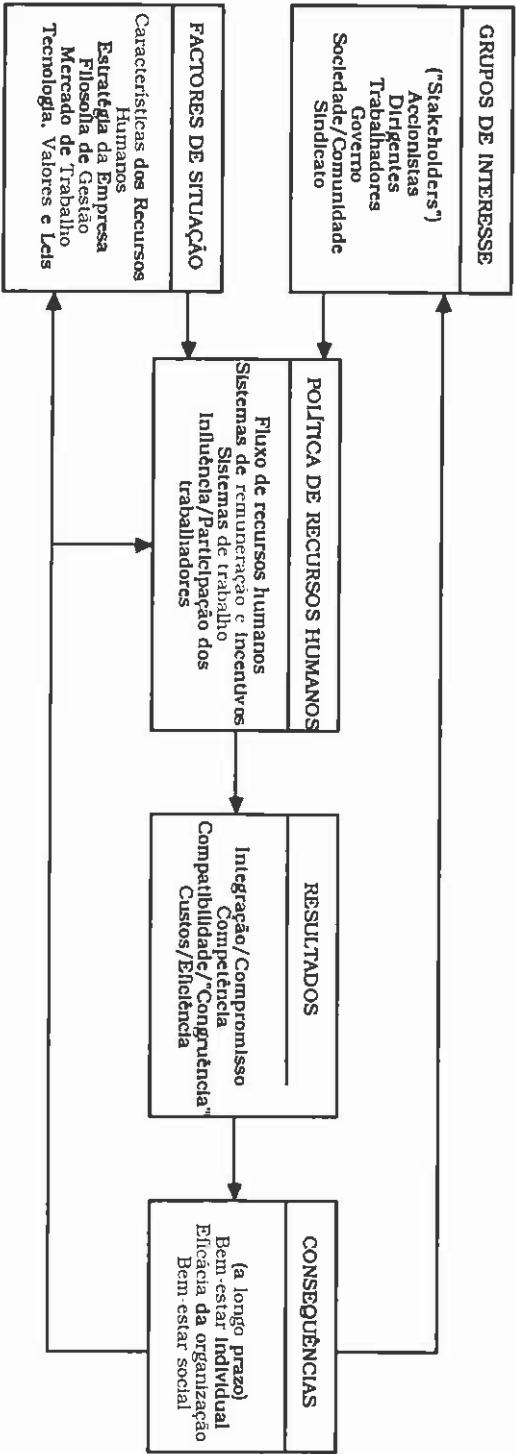 GRUPOS DE INTERESSE
("Stakeholders")
Accionistas
Dirigentes
Trabalhadores
Governo
Sociedade/Comunidade
Sindicato
FACTORES DE SITUAÇÃO
Características dos Recursos
Humanos
Estratégia da Empresa
Filosofia de Gestão
Mercado de Trabalho
Tecnologia. Valores e Leis
POLÍTICA DE RECURSOS HUMANOS
Fluxo de recursos humanos
Sistemas de remuneração e incentivos
Sistemas de trabalho
Influência/Participação dos
trabalhadores
RESULTADOS
Integração/Compromisso
Competência
Compatibilidade/"Congruência"
Custos/Eficiência
CONSEQUÊNCIAS
(a longo prazo)
Bem-estar individual
Eficácia da organização
Bem-estar social